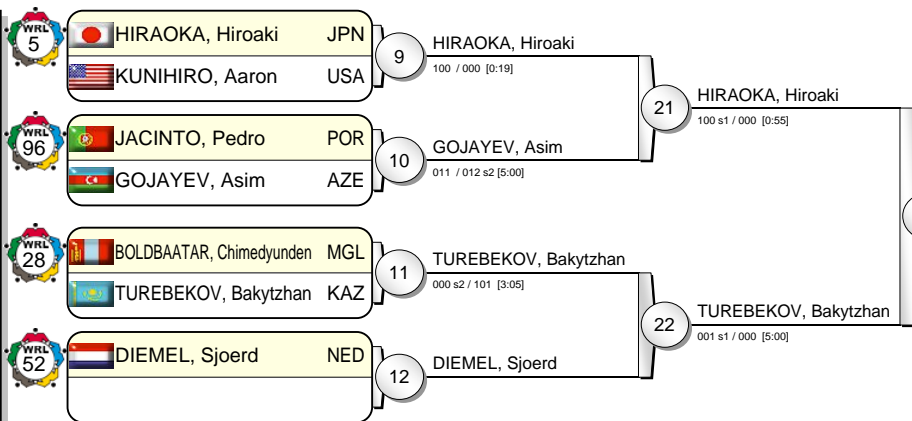 WRL
5
HIRAOKA, Hiroaki JPN
KUNIHIRO, Aaron USA
9
HIRAOKA, Hiroaki
100 / 000 [0:19]
WRL
96
JACINTO, Pedro POR
GOJAYEV, Asim AZE
10
GOJAYEV, Asim
011 / 012 s2 [5:00]
21
HIRAOKA, Hiroaki
100 s1 / 000 [0:55]
WRL
28
BOLDBAATAR, Chimedyunden MGL
TUREBEKOV, Bakytzhan KAZ
11
TUREBEKOV, Bakytzhan
000 s2 / 101 [3:05]
WRL
52
DIEMEL, Sjoerd NED
12
DIEMEL, Sjoerd
22
TUREBEKOV, Bakytzhan
001 s1 / 000 [5:00]